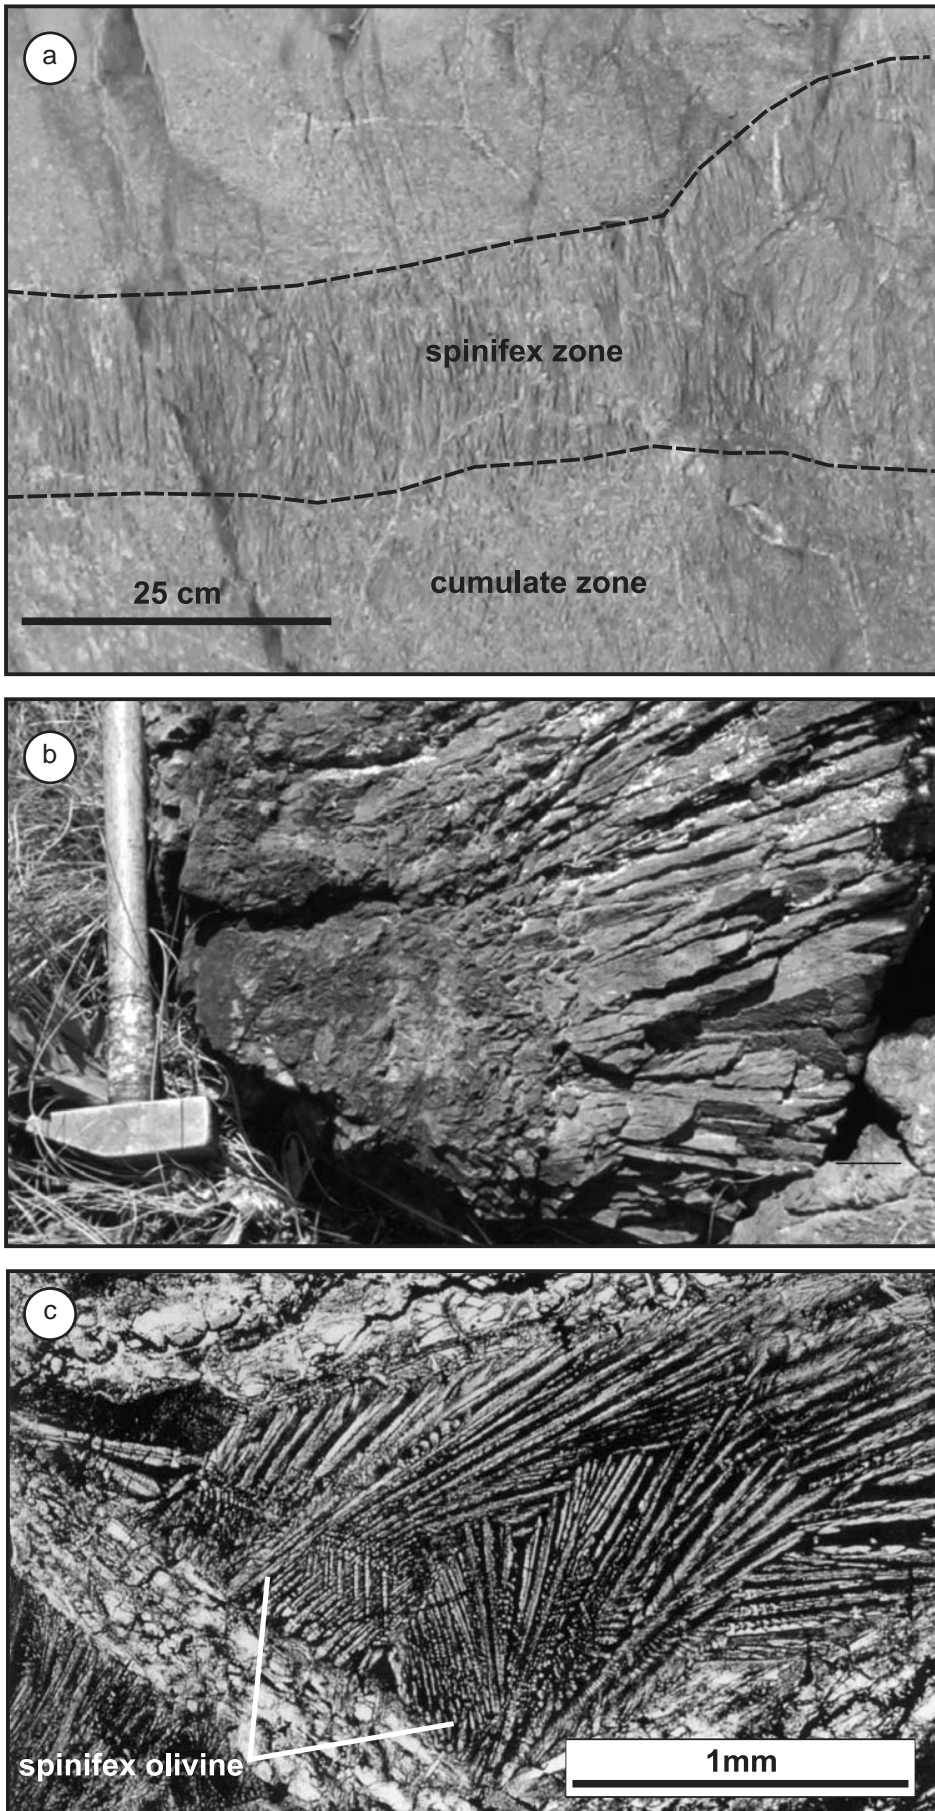 a
spinifex zone
cumulate zone
25 cm
b
c
spinifex olivine
1mm